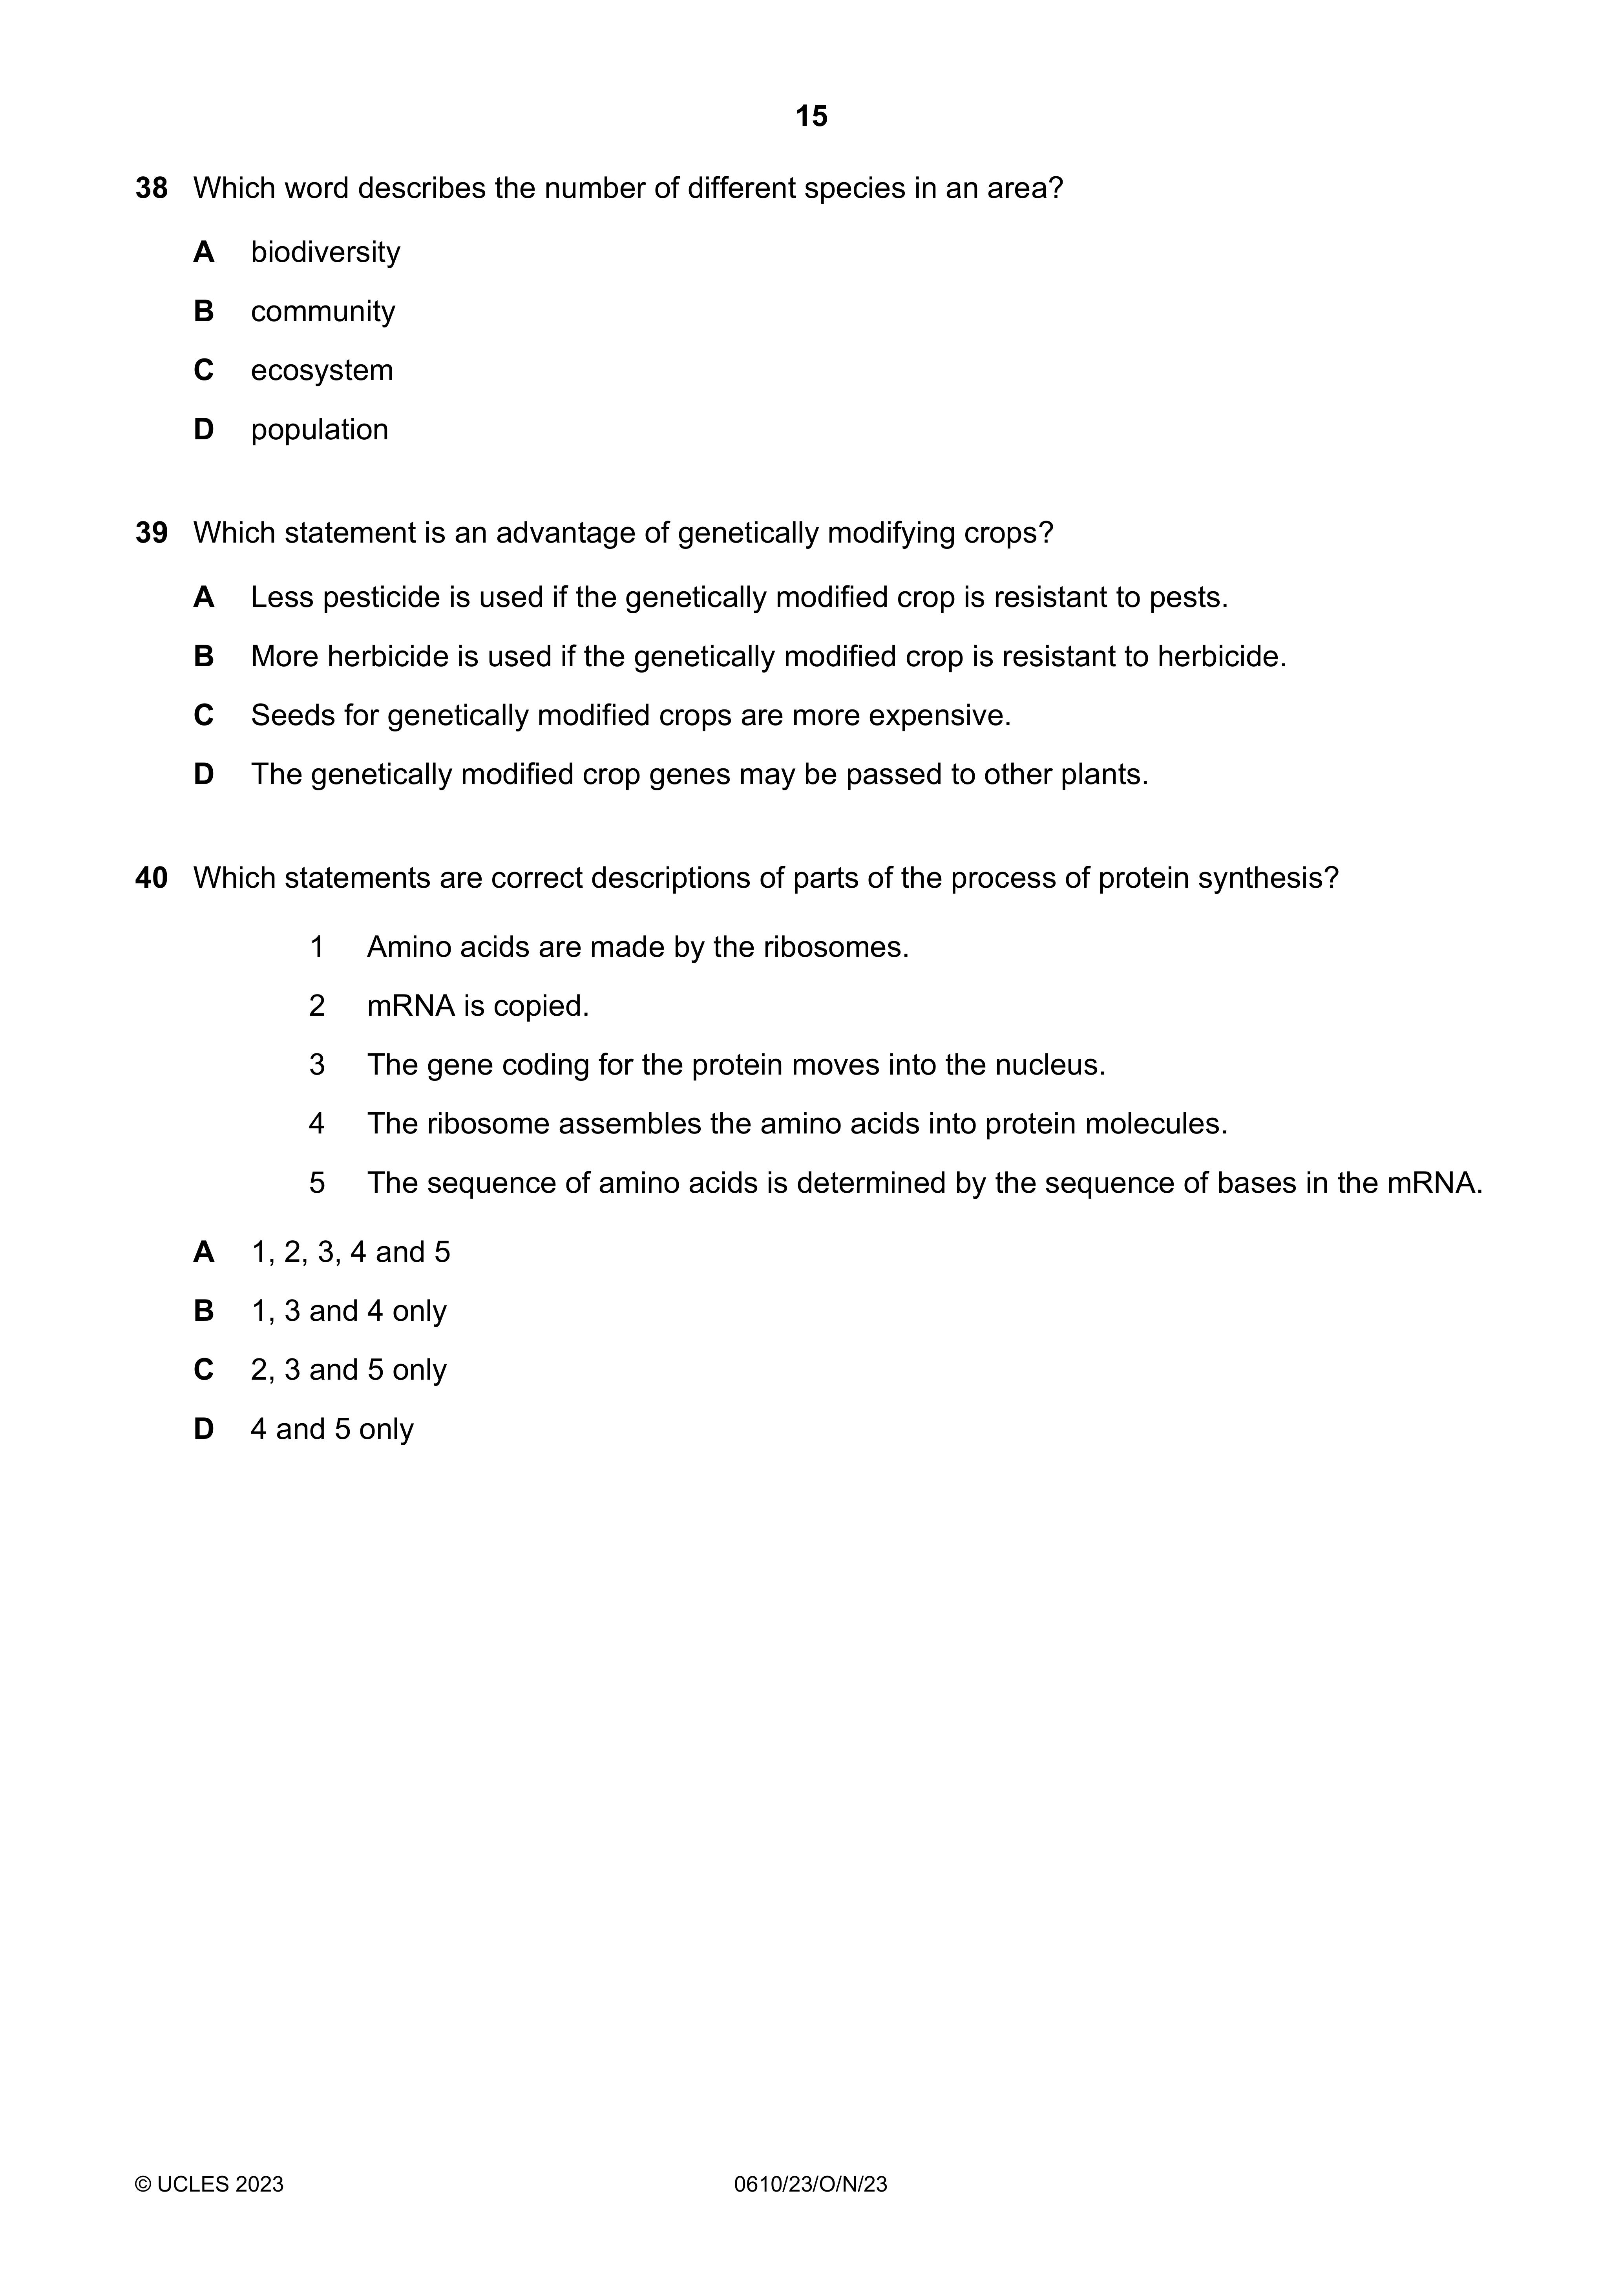 15
38 Which word describes the number of different species in an area?
A biodiversity
B community
C ecosystem
D population
39 Which statement is an advantage of genetically modifying crops?
A Less pesticide is used if the genetically modified crop is resistant to pests.
B More herbicide is used if the genetically modified crop is resistant to herbicide.
C Seeds for genetically modified crops are more expensive.
D The genetically modified crop genes may be passed to other plants.
40 Which statements are correct descriptions of parts of the process of protein synthesis?
1 Amino acids are made by the ribosomes.
2 mRNA is copied.
3 The gene coding for the protein moves into the nucleus.
4 The ribosome assembles the amino acids into protein molecules.
5 The sequence of amino acids is determined by the sequence of bases in the mRNA.
A 1, 2, 3, 4 and 5
B 1, 3 and 4 only
C 2, 3 and 5 only
D 4 and 5 only
© UCLES 2023 0610/23/O/N/23